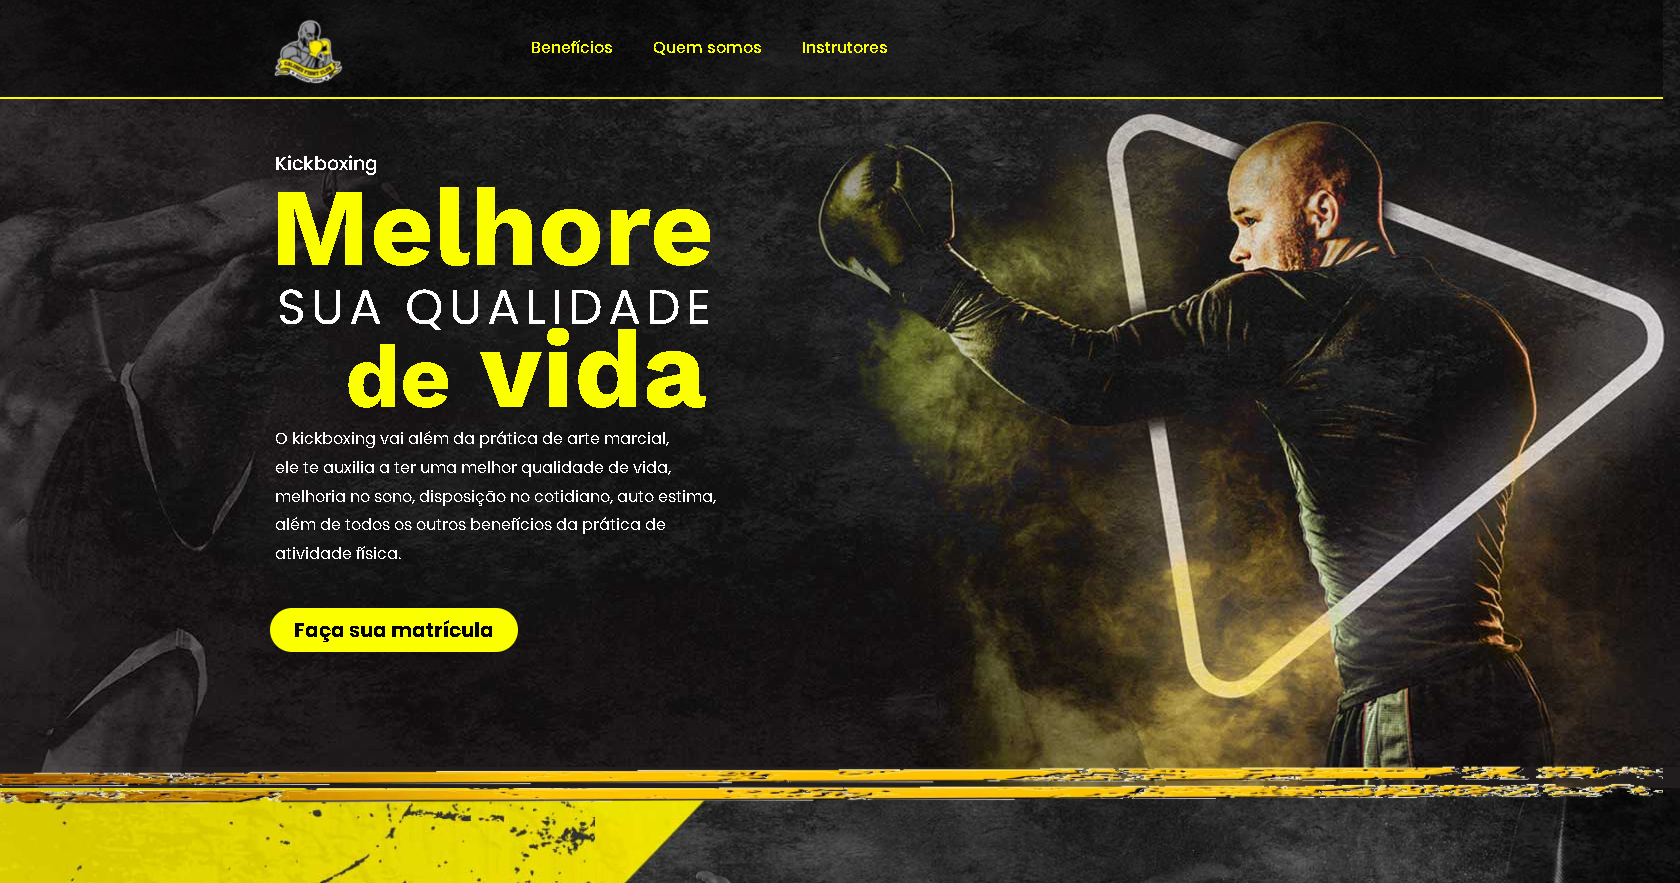 Benefícios
Quem somos
Instrutores
Kickboxing
Melhore
SUA QUALIDADE
de vida
O kickboxing vai além da prática de arte marcial,
ele te auxilia a ter uma melhor qualidade de vida,
melhoria no sono, disposição no cotidiano, auto estima,
além de todos os outros benefícios da prática de
atividade física.
Faça sua matrícula